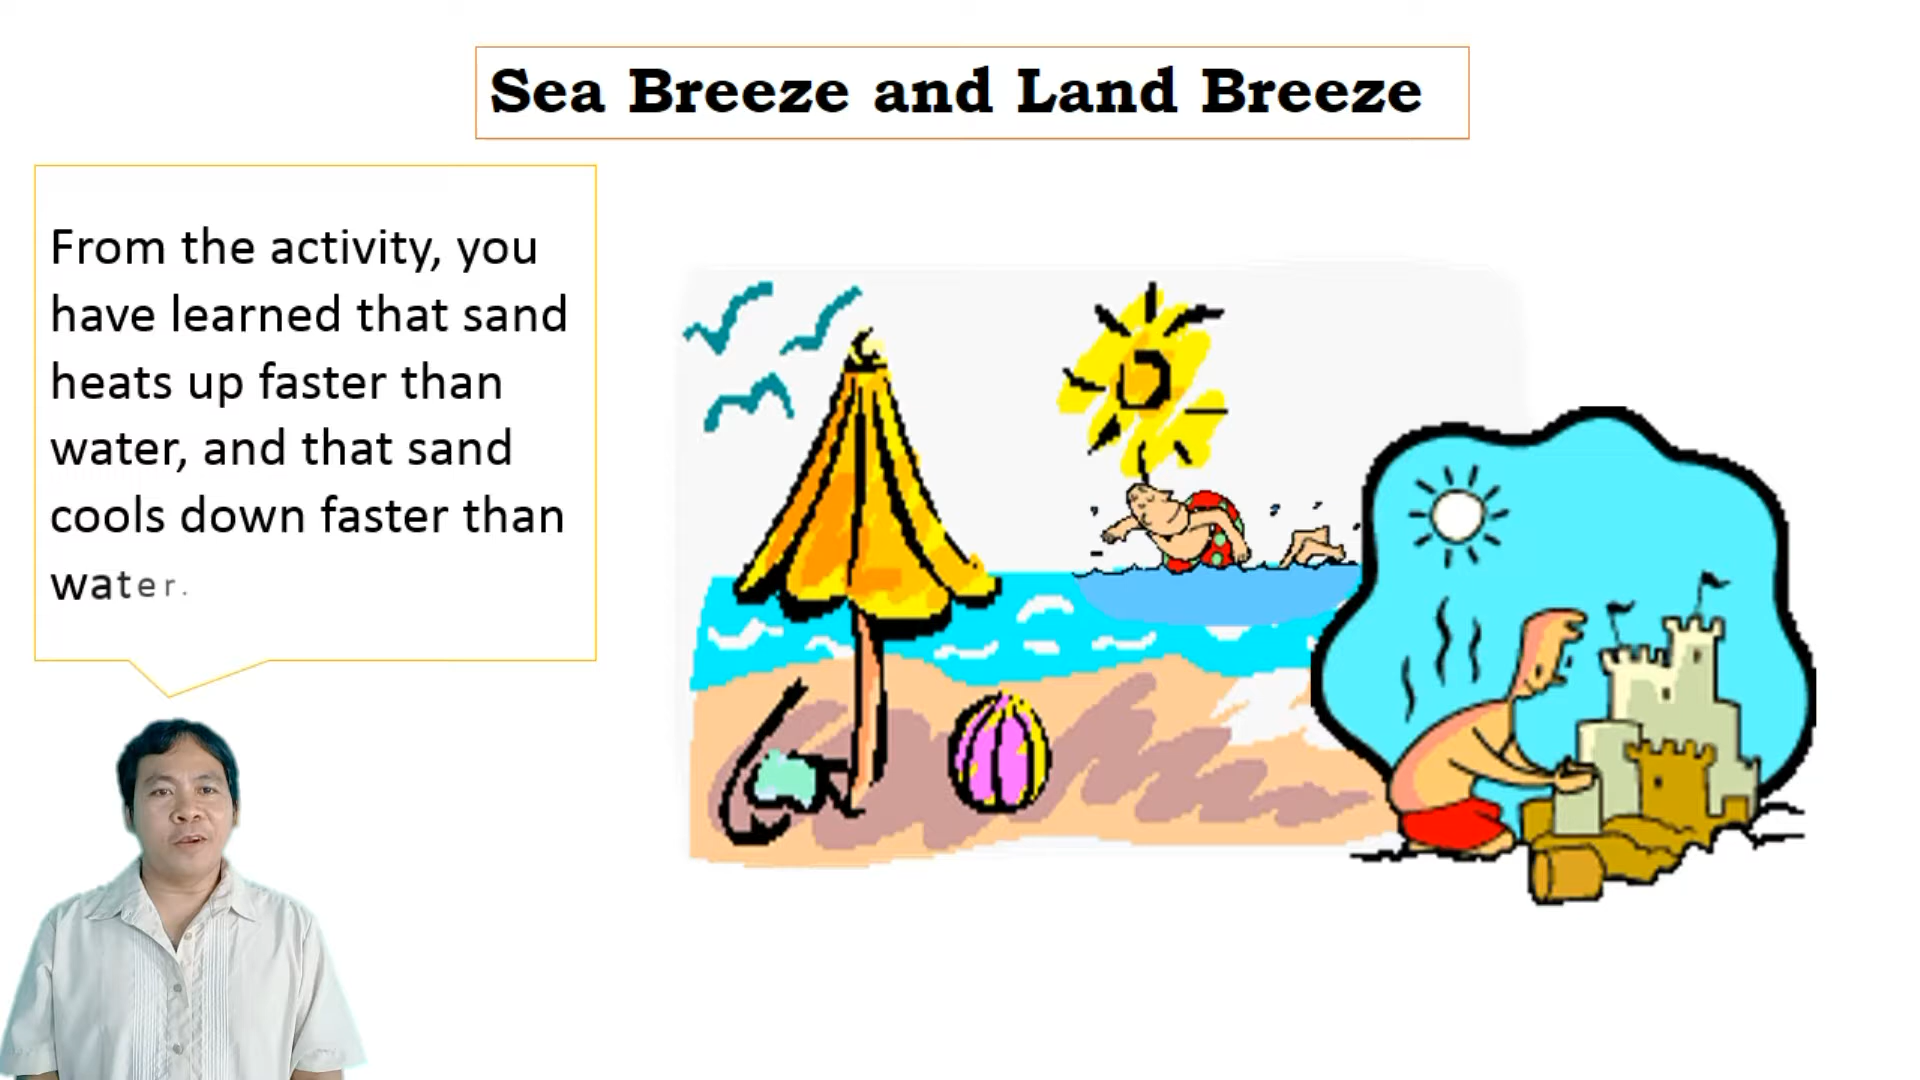 Sea Breeze and Land Breeze
From the activity, you
have learned that sand
heats up faster than
water, and that sand
cools down faster than
water.